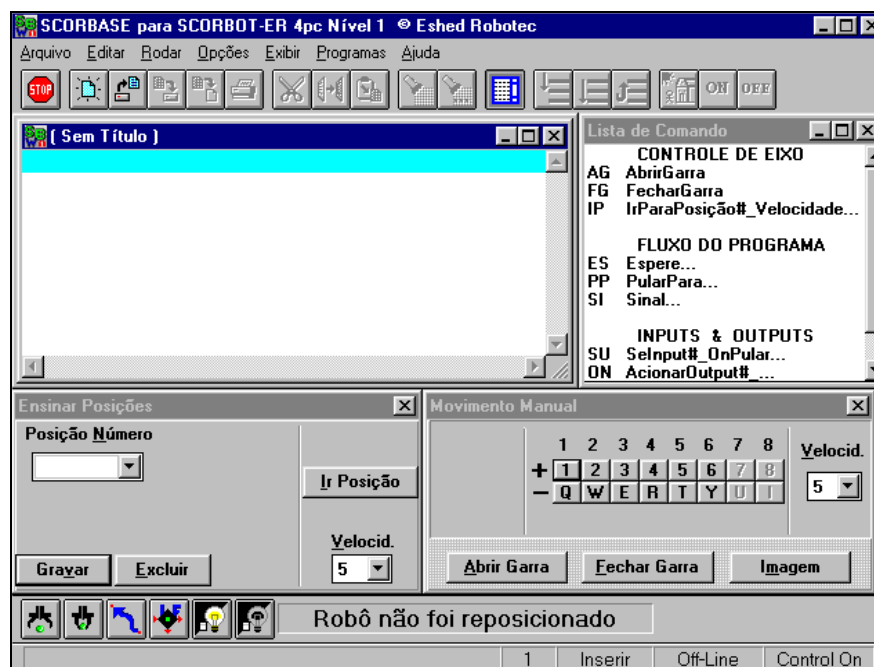 SCORBASE para SCORBOT-ER 4pc Nível 1 © Eshed Robotec
Arquivo Editar Rodar Opções Exibir Programas Ajuda
STOP ON OFF
( Sem Título )
Lista de Comando
CONTROLE DE EIXO
AG AbrirGarra
FG FecharGarra
IP IrParaPosição#_Velocidade...
FLUXO DO PROGRAMA
ES Espere...
PP PularPara...
SI Sinal...
INPUTS & OUTPUTS
SU SeInput#_OnPular...
ON AcionarOutput#_...
Ensinar Posições
Posição Número
Ir Posição
Velocid.
5
Gravar Excluir
Movimento Manual
1 2 3 4 5 6 7 8
+ 1 2 3 4 5 6 7 8
− Q W E R T Y U I
Velocid.
5
Abrir Garra Fechar Garra Imagem
Robô não foi reposicionado
1 Inserir Off-Line Control On